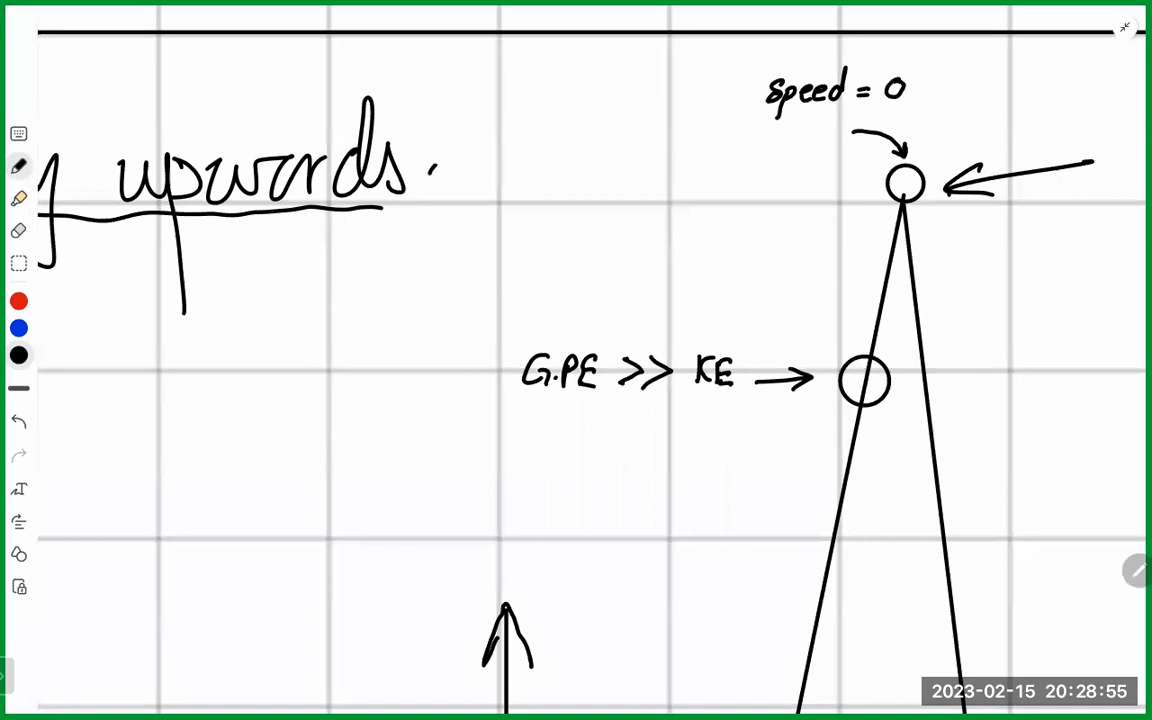 speed = 0
upwards.
G.PE >> KE →
2023-02-15 20:28:55